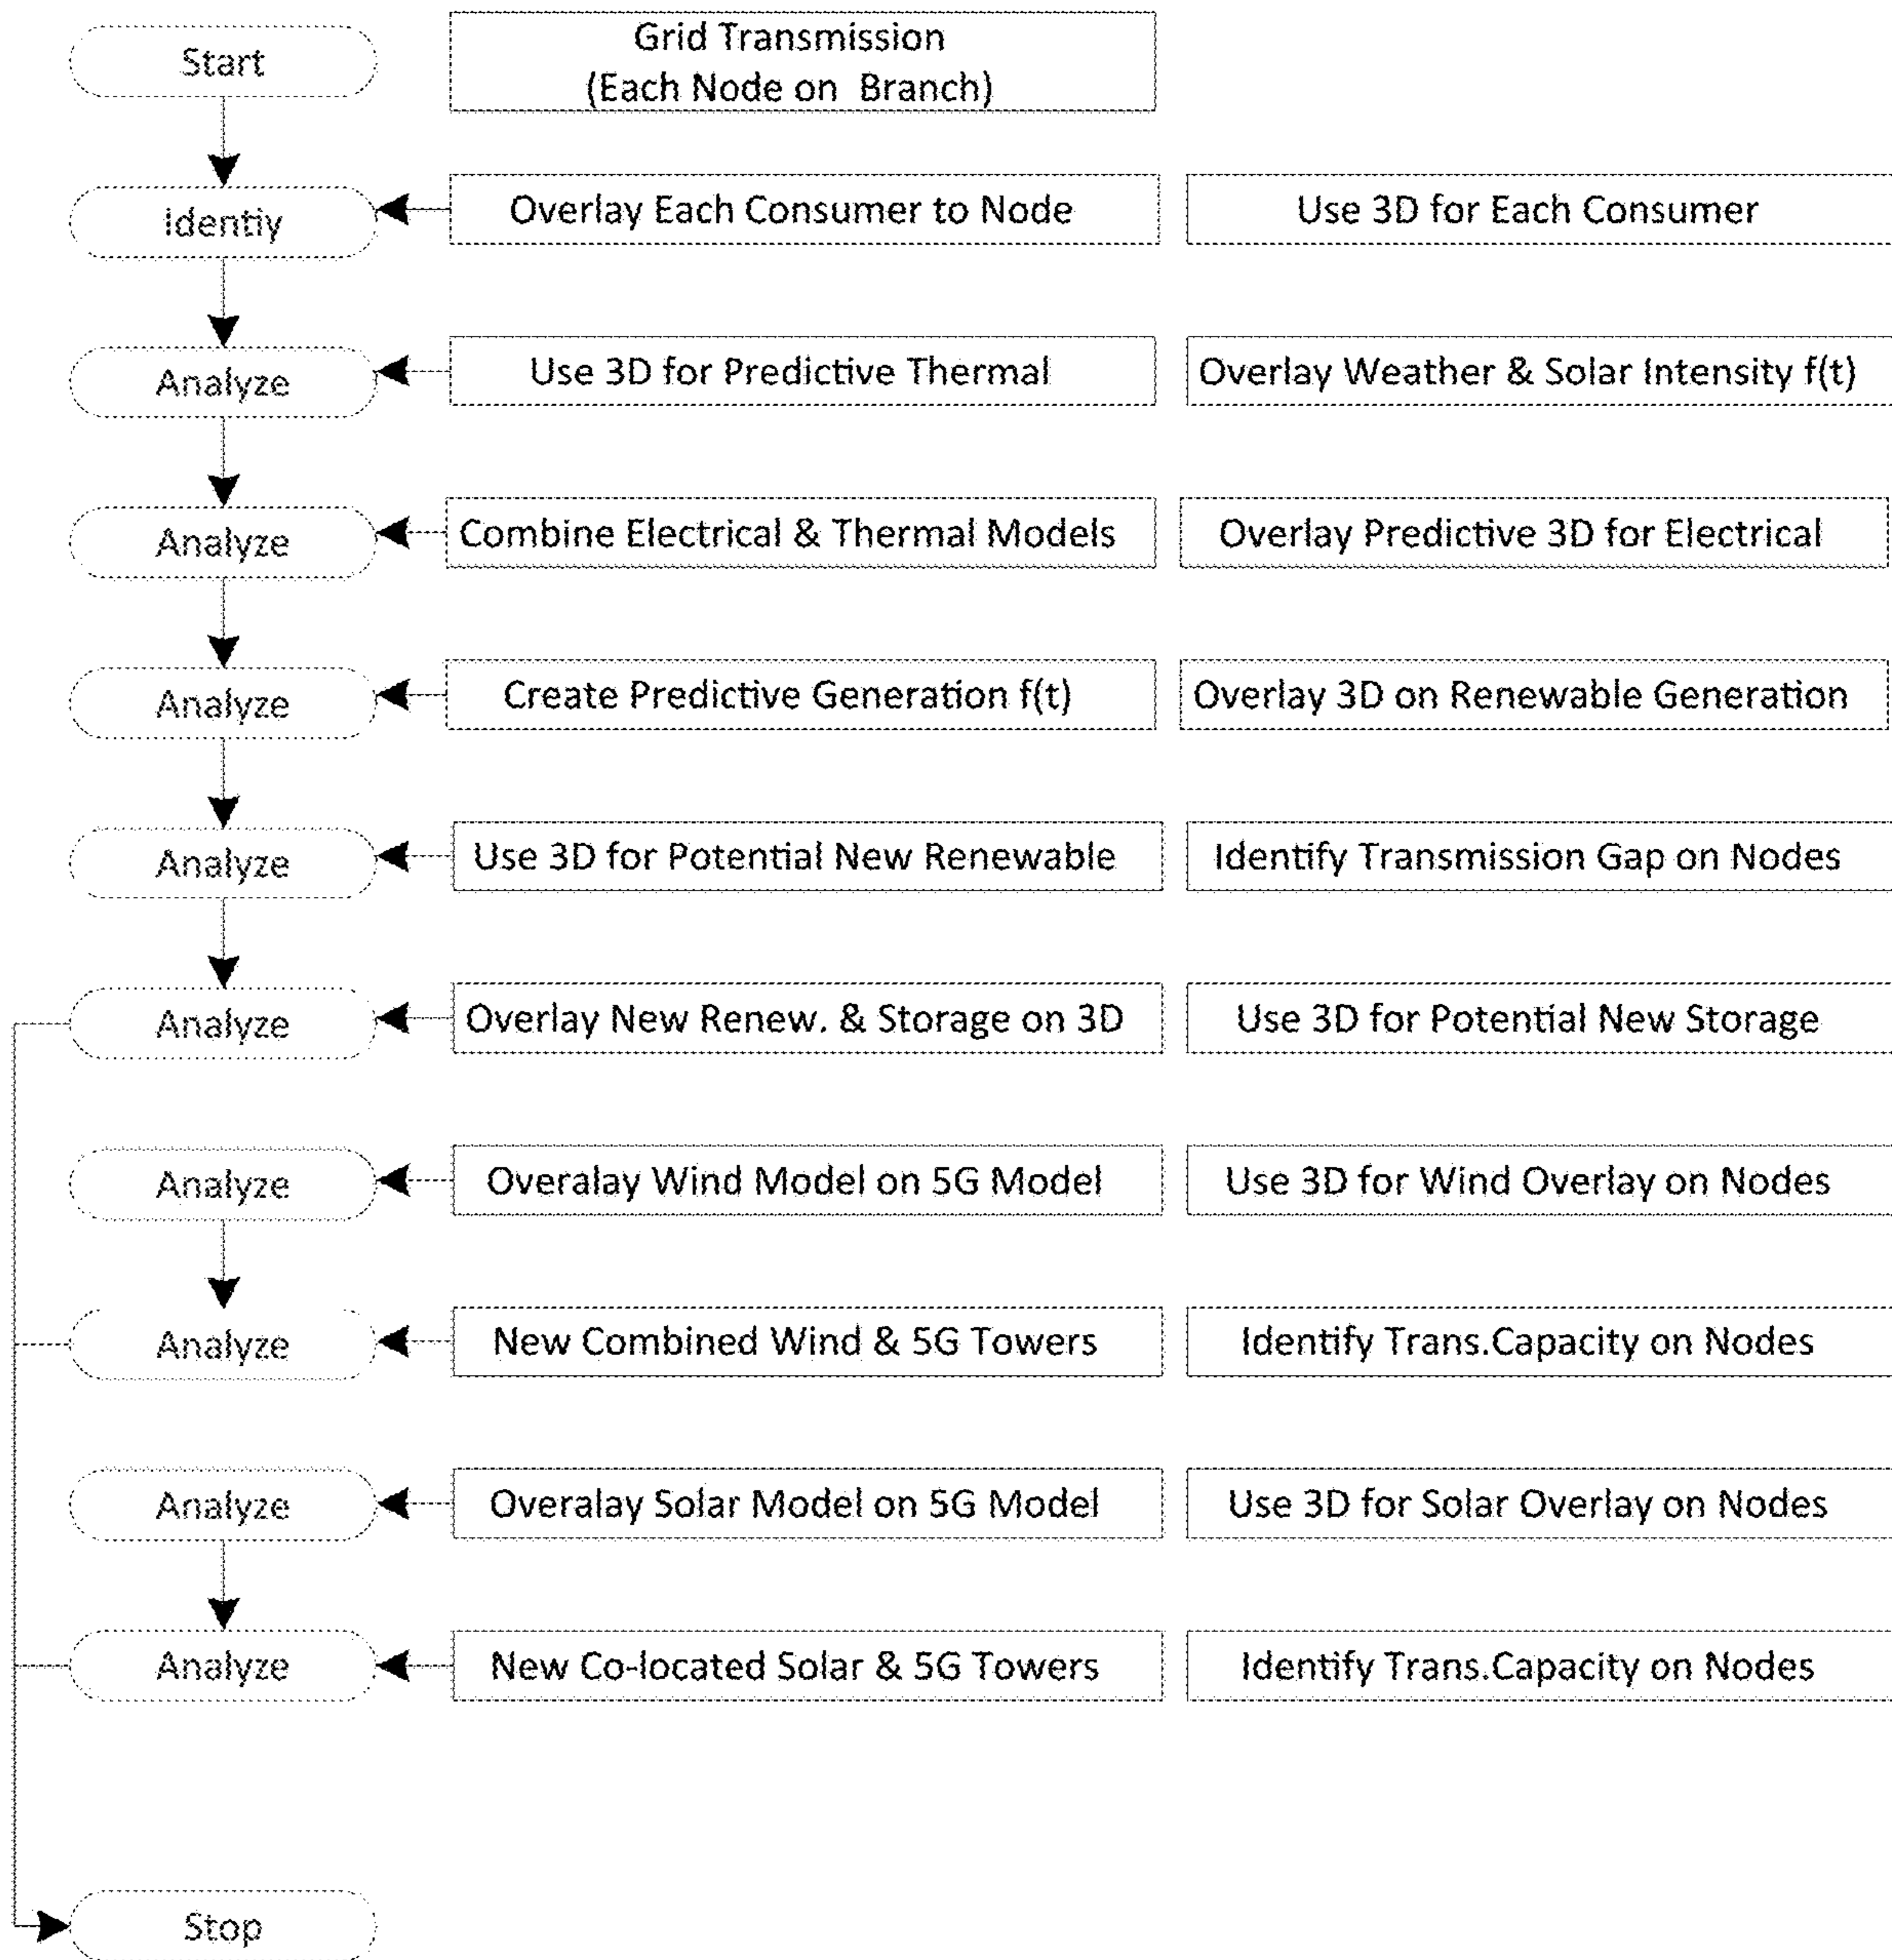 Start
Grid Transmission
(Each Node on Branch)
Identiy
Overlay Each Consumer to Node
Use 3D for Each Consumer
Analyze
Use 3D for Predictive Thermal
Overlay Weather & Solar Intensity f(t)
Analyze
Combine Electrical & Thermal Models
Overlay Predictive 3D for Electrical
Analyze
Create Predictive Generation f(t)
Overlay 3D on Renewable Generation
Analyze
Use 3D for Potential New Renewable
Identify Transmission Gap on Nodes
Analyze
Overlay New Renew. & Storage on 3D
Use 3D for Potential New Storage
Analyze
Overalay Wind Model on 5G Model
Use 3D for Wind Overlay on Nodes
Analyze
New Combined Wind & 5G Towers
Identify Trans.Capacity on Nodes
Analyze
Overalay Solar Model on 5G Model
Use 3D for Solar Overlay on Nodes
Analyze
New Co-located Solar & 5G Towers
Identify Trans.Capacity on Nodes
Stop